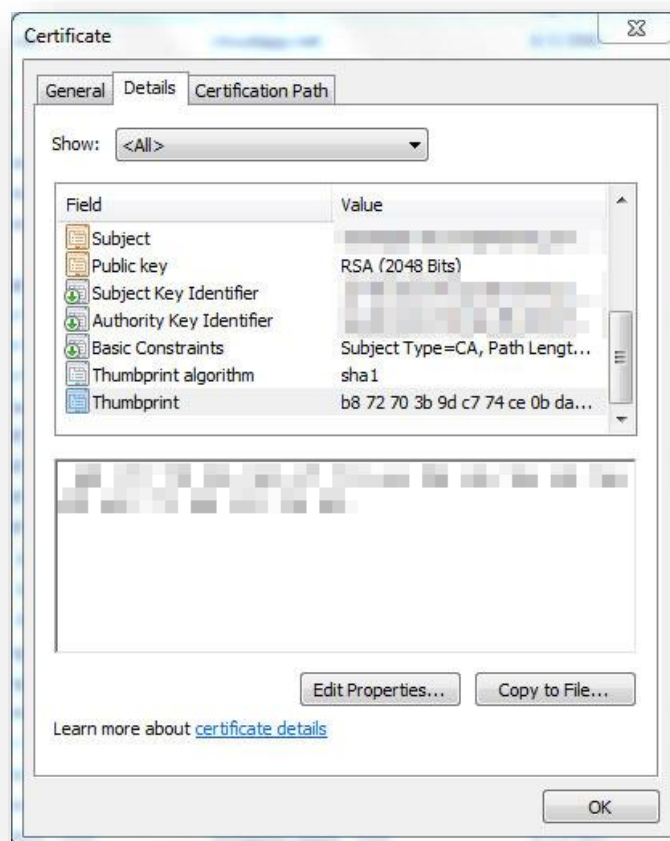 Certificate
General Details Certification Path
Show: <All>
Field Value
Subject
Public key RSA (2048 Bits)
Subject Key Identifier
Authority Key Identifier
Basic Constraints Subject Type=CA, Path Lengt...
Thumbprint algorithm sha1
Thumbprint b8 72 70 3b 9d c7 74 ce 0b da...
Edit Properties... Copy to File...
Learn more about certificate details
OK